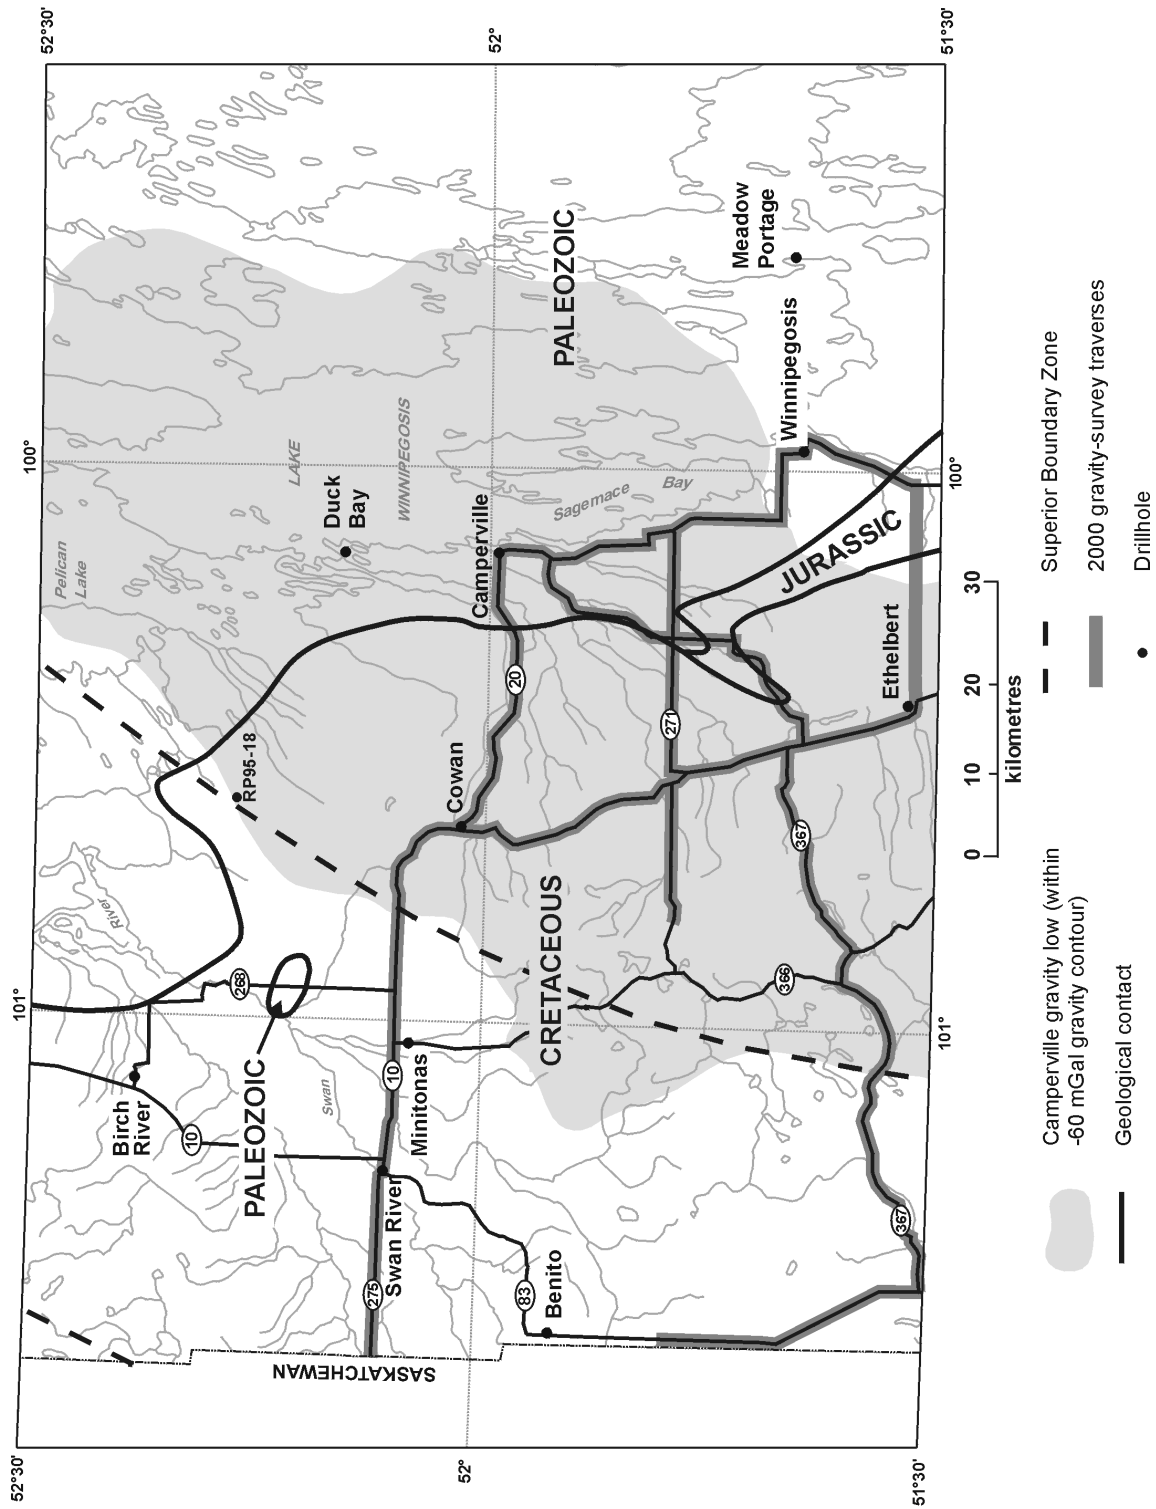 52°30'
52°
51°30'
100°
101°
PALEOZOIC
Meadow
Portage
Winnipegosis
LAKE
WINNIPEGOSIS
Duck
Bay
Pelican
Lake
Sagemace
Bay
Camperville
JURASSIC
Ethelbert
20
271
RP95-18
Cowan
367
CRETACEOUS
River
268
366
101°
100°
PALEOZOIC
Swan
Birch
River
10
10
Minitonas
Swan River
275
83
Benito
367
SASKATCHEWAN
52°30'
52°
51°30'
0
10
20
30
kilometres
Camperville gravity low (within
-60 mGal gravity contour)
Geological contact
Superior Boundary Zone
2000 gravity-survey traverses
Drillhole